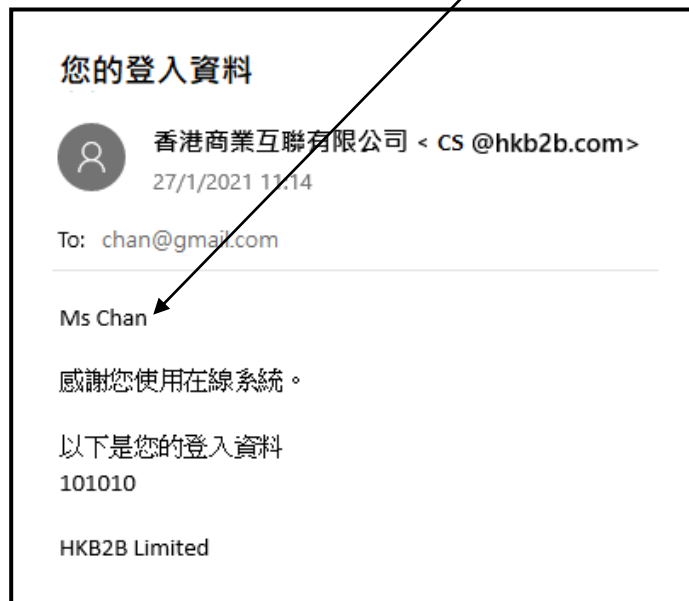 您的登入資料
香港商業互聯有限公司 < CS @hkb2b.com>
27/1/2021 11:14
To: chan@gmail.com
Ms Chan
感謝您使用在線系統。
以下是您的登入資料
101010
HKB2B Limited